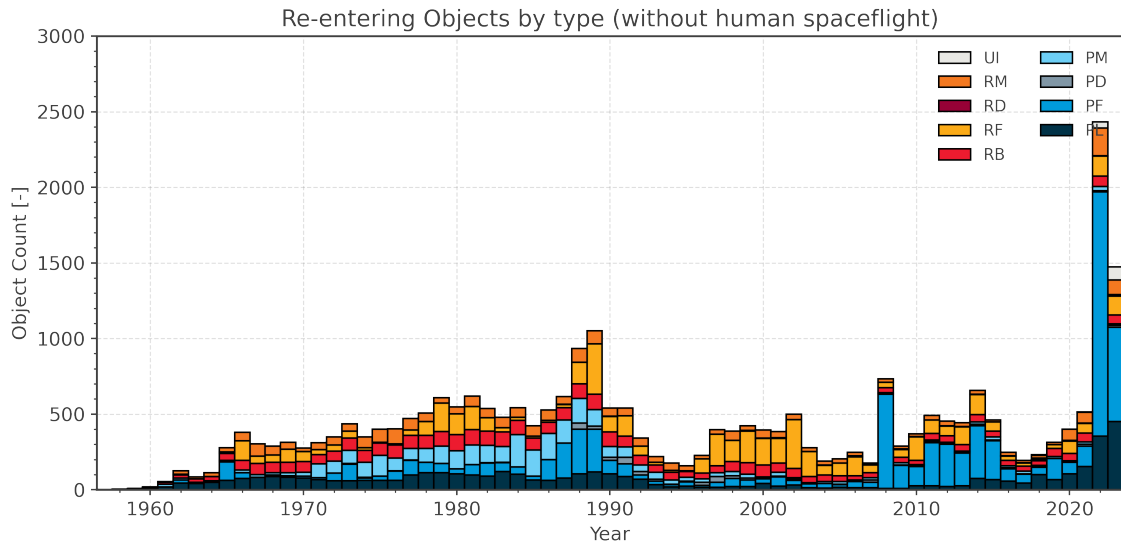 Re-entering Objects by type (without human spaceflight)
Object Count [-]
3000
2500
2000
1500
1000
500
0
UI
RM
RD
RF
RB
PM
PD
PF
PL
1960
1970
1980
1990
2000
2010
2020
Year